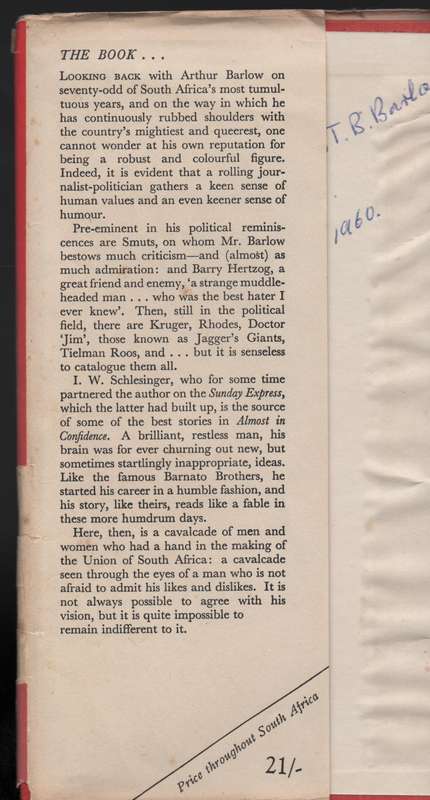 THE BOOK . . .
LOOKING BACK with Arthur Barlow on
seventy-odd of South Africa's most tumul-
tuous years, and on the way in which he
has continuously rubbed shoulders with
the country's mightiest and queerest, one
cannot wonder at his own reputation for
being a robust and colourful figure.
Indeed, it is evident that a rolling jour-
nalist-politician gathers a keen sense of
human values and an even keener sense of
humour.
Pre-eminent in his political reminis-
cences are Smuts, on whom Mr. Barlow
bestows much criticism—and (almost) as
much admiration: and Barry Hertzog, a
great friend and enemy, 'a strange muddle-
headed man . . . who was the best hater I
ever knew'. Then, still in the political
field, there are Kruger, Rhodes, Doctor
'Jim', those known as Jagger's Giants,
Tielman Roos, and . . . but it is senseless
to catalogue them all.
I. W. Schlesinger, who for some time
partnered the author on the Sunday Express,
which the latter had built up, is the source
of some of the best stories in Almost in
Confidence. A brilliant, restless man, his
brain was for ever churning out new, but
sometimes startlingly inappropriate, ideas.
Like the famous Barnato Brothers, he
started his career in a humble fashion, and
his story, like theirs, reads like a fable in
these more humdrum days.
Here, then, is a cavalcade of men and
women who had a hand in the making of
the Union of South Africa: a cavalcade
seen through the eyes of a man who is not
afraid to admit his likes and dislikes. It is
not always possible to agree with his
vision, but it is quite impossible to
remain indifferent to it.
Price throughout South Africa
21/-
T. B. Barlo
1960.